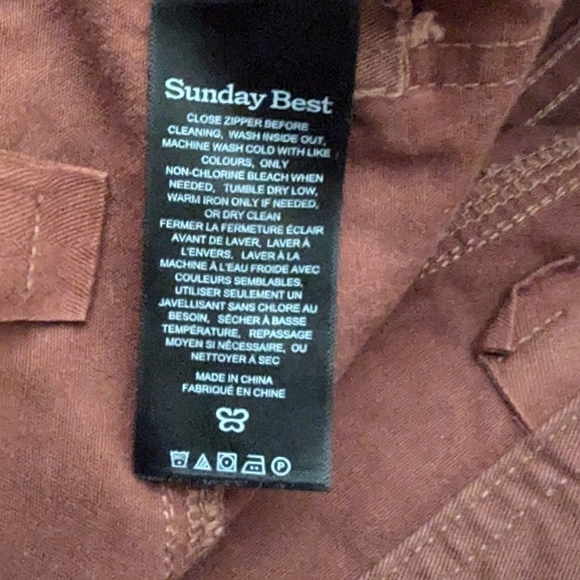 Sunday Best
CLOSE ZIPPER BEFORE
CLEANING, WASH INSIDE OUT,
MACHINE WASH COLD WITH LIKE
COLOURS, ONLY
NON-CHLORINE BLEACH WHEN
NEEDED, TUMBLE DRY LOW,
WARM IRON ONLY IF NEEDED,
OR DRY CLEAN
FERMER LA FERMETURE ÉCLAIR
AVANT DE LAVER, LAVER À
L'ENVERS, LAVER À LA
MACHINE À L'EAU FROIDE AVEC
COULEURS SEMBLABLES,
UTILISER SEULEMENT UN
JAVELLISANT SANS CHLORE AU
BESOIN, SÉCHER À BASSE
TEMPÉRATURE, REPASSAGE
MOYEN SI NÉCESSAIRE, OU
NETTOYER À SEC
MADE IN CHINA
FABRIQUÉ EN CHINE
P